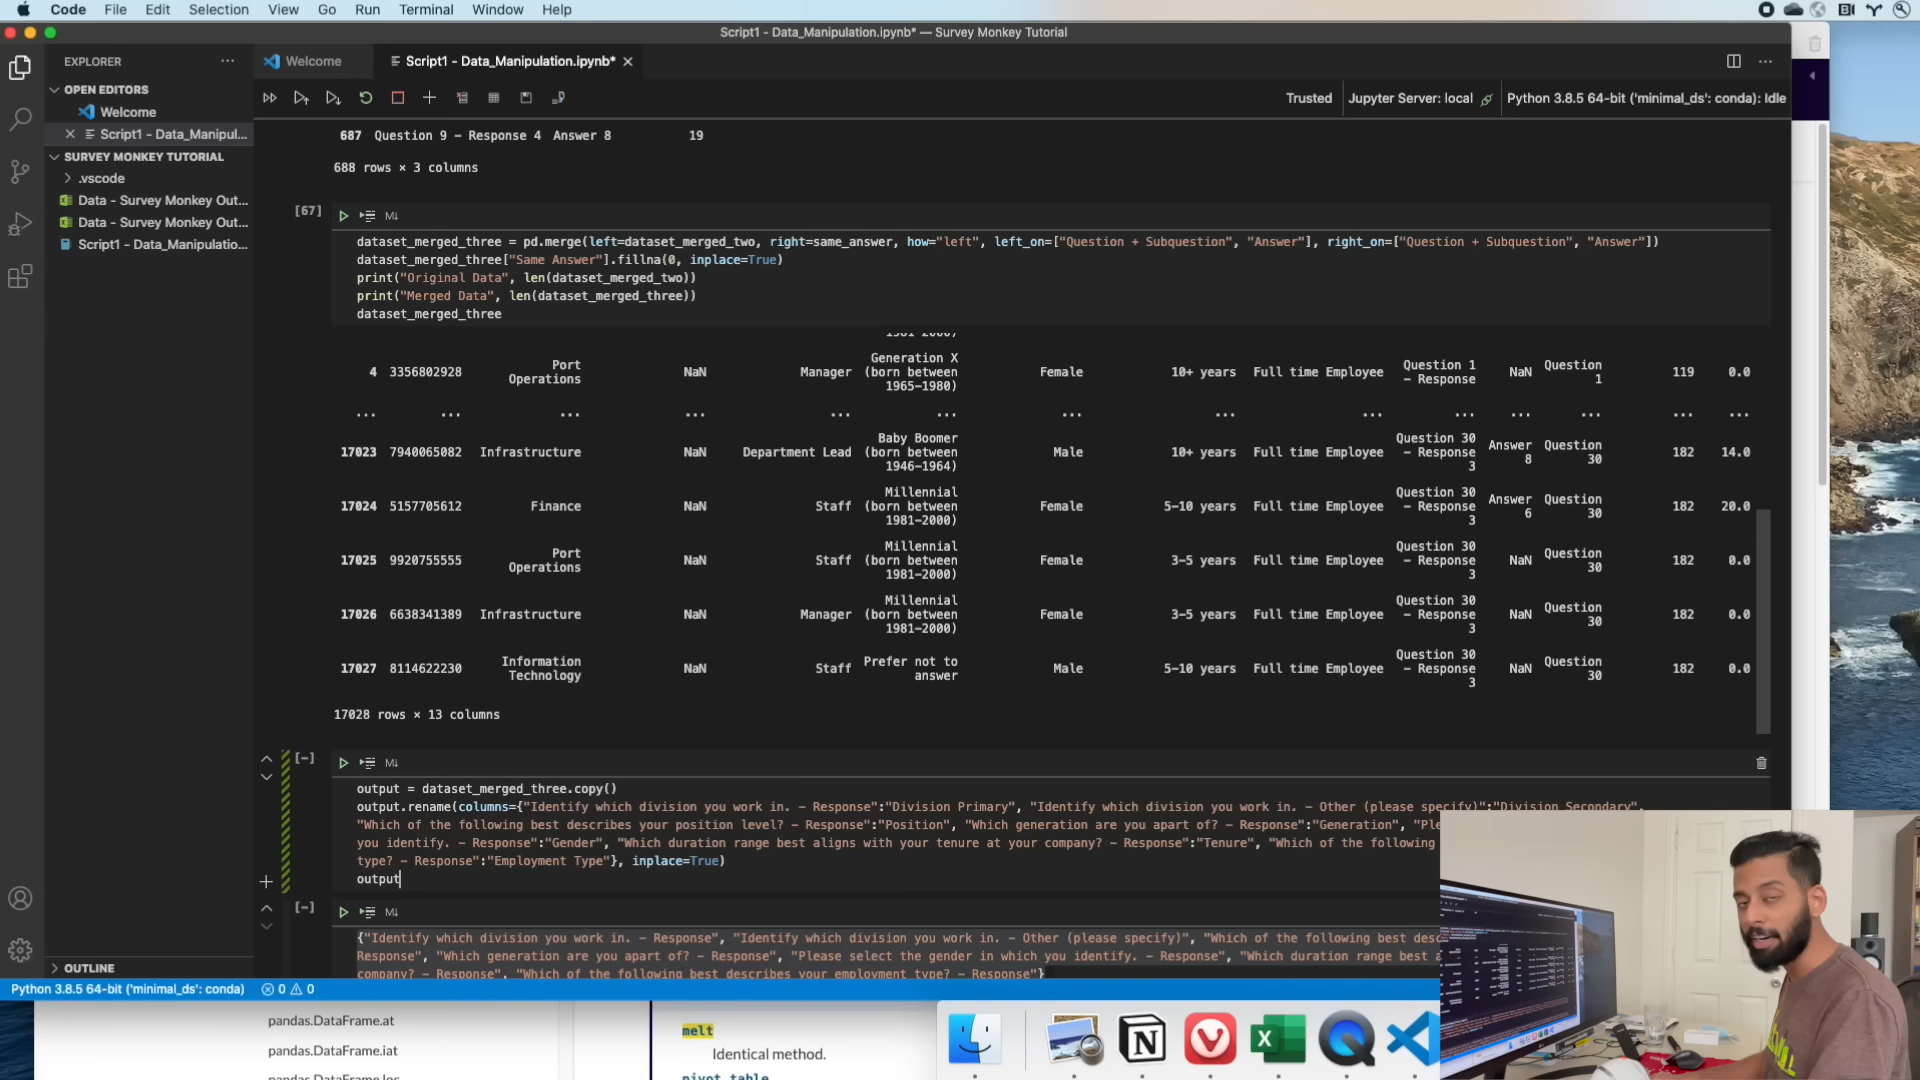 Code File Edit Selection View Go Run Terminal Window Help
Script1 - Data_Manipulation.ipynb* — Survey Monkey Tutorial
EXPLORER
Welcome
Script1 - Data_Manipulation.ipynb*
OPEN EDITORS
Welcome
Script1 - Data_Manipul...
SURVEY MONKEY TUTORIAL
.vscode
Data - Survey Monkey Out...
Data - Survey Monkey Out...
Script1 - Data_Manipulatio...
OUTLINE
Trusted Jupyter Server: local Python 3.8.5 64-bit ('minimal_ds': conda): Idle
687 Question 9 – Response 4 Answer 8 19
688 rows × 3 columns
[67]
M↓
dataset_merged_three = pd.merge(left=dataset_merged_two, right=same_answer, how="left", left_on=["Question + Subquestion", "Answer"], right_on=["Question + Subquestion", "Answer"])
dataset_merged_three["Same Answer"].fillna(0, inplace=True)
print("Original Data", len(dataset_merged_two))
print("Merged Data", len(dataset_merged_three))
dataset_merged_three
1981–2000)
4 3356802928 Port Operations NaN Manager Generation X (born between 1965–1980) Female 10+ years Full time Employee Question 1 – Response NaN Question 1 119 0.0
... ... ... ... ... ... ... ... ... ... ... ... ... ...
17023 7940065082 Infrastructure NaN Department Lead Baby Boomer (born between 1946–1964) Male 10+ years Full time Employee Question 30 – Response 3 Answer 8 Question 30 182 14.0
17024 5157705612 Finance NaN Staff Millennial (born between 1981–2000) Female 5–10 years Full time Employee Question 30 – Response 3 Answer 6 Question 30 182 20.0
17025 9920755555 Port Operations NaN Staff Millennial (born between 1981–2000) Female 3–5 years Full time Employee Question 30 – Response 3 NaN Question 30 182 0.0
17026 6638341389 Infrastructure NaN Manager Millennial (born between 1981–2000) Female 3–5 years Full time Employee Question 30 – Response 3 NaN Question 30 182 0.0
17027 8114622230 Information Technology NaN Staff Prefer not to answer Male 5–10 years Full time Employee Question 30 – Response 3 NaN Question 30 182 0.0
17028 rows × 13 columns
[-]
M↓
output = dataset_merged_three.copy()
output.rename(columns={"Identify which division you work in. – Response":"Division Primary", "Identify which division you work in. – Other (please specify)":"Division Secondary",
"Which of the following best describes your position level? – Response":"Position", "Which generation are you apart of? – Response":"Generation", "Ple
you identify. – Response":"Gender", "Which duration range best aligns with your tenure at your company? – Response":"Tenure", "Which of the following
type? – Response":"Employment Type"}, inplace=True)
output
[-]
M↓
{"Identify which division you work in. – Response", "Identify which division you work in. – Other (please specify)", "Which of the following best desc
Response", "Which generation are you apart of? – Response", "Please select the gender in which you identify. – Response", "Which duration range best a
company? – Response", "Which of the following best describes your employment type? – Response"}
Python 3.8.5 64-bit ('minimal_ds': conda) 0 0
pandas.DataFrame.at
pandas.DataFrame.iat
pandas.DataFrame.loc
melt
Identical method.
pivot_table